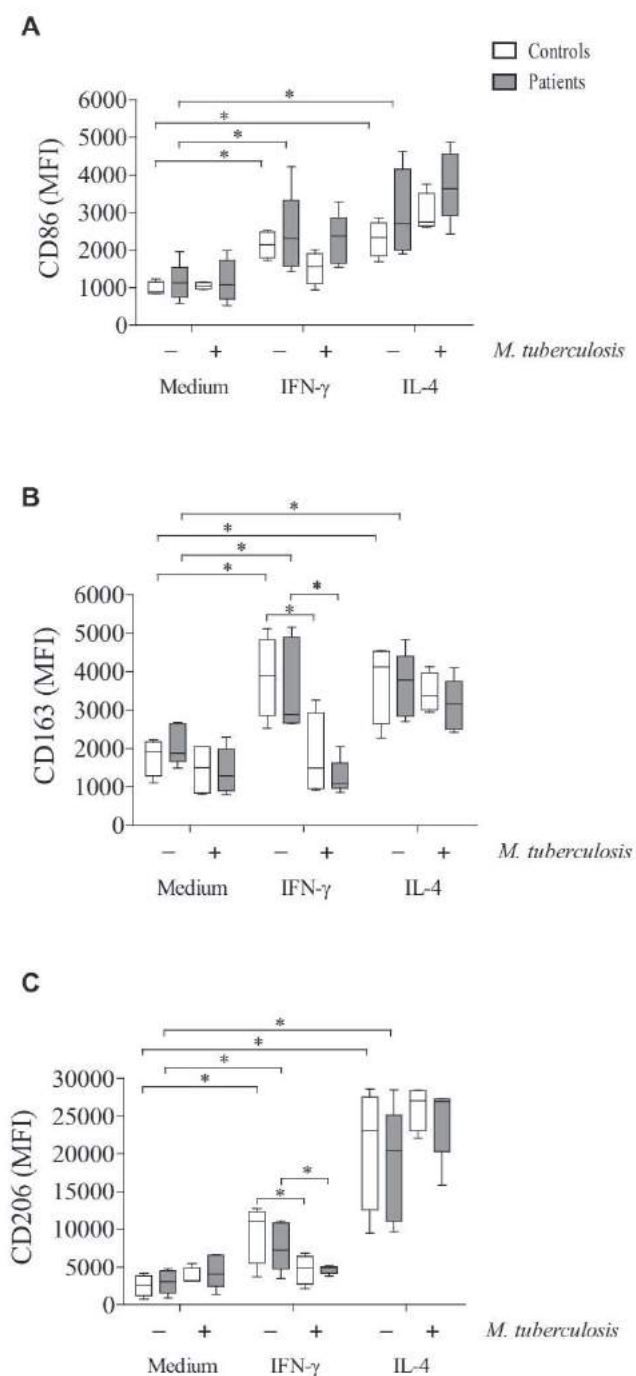 A
Controls
Patients
*
*
*
*
6000
5000
4000
3000
2000
1000
0
CD86 (MFI)
– + – + – + M. tuberculosis
Medium IFN-γ IL-4
B
*
*
*
*
*
*
6000
5000
4000
3000
2000
1000
0
CD163 (MFI)
– + – + – + M. tuberculosis
Medium IFN-γ IL-4
C
*
*
*
*
*
*
30000
25000
20000
15000
10000
5000
0
CD206 (MFI)
– + – + – + M. tuberculosis
Medium IFN-γ IL-4